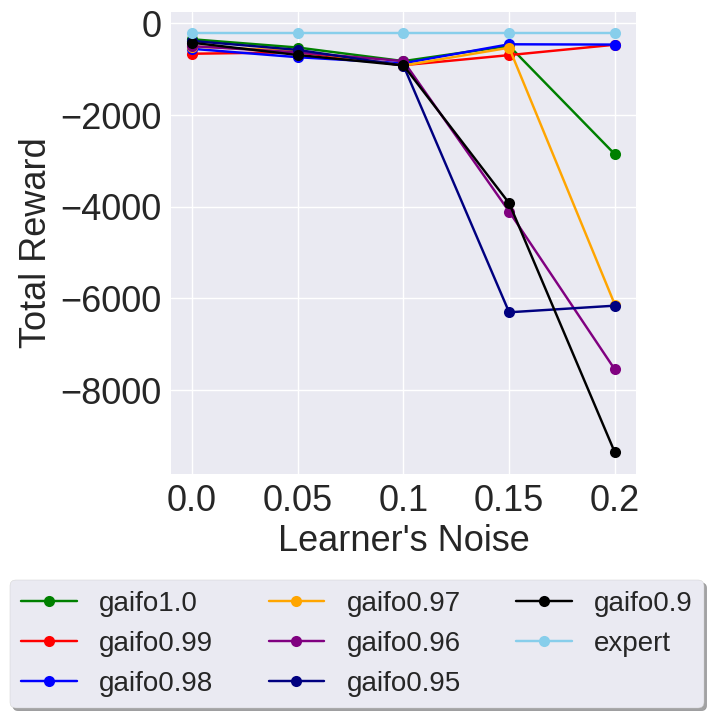 0
−2000
−4000
−6000
−8000
Total Reward
0.0 0.05 0.1 0.15 0.2
Learner's Noise
gaifo1.0 gaifo0.97 gaifo0.9
gaifo0.99 gaifo0.96 expert
gaifo0.98 gaifo0.95